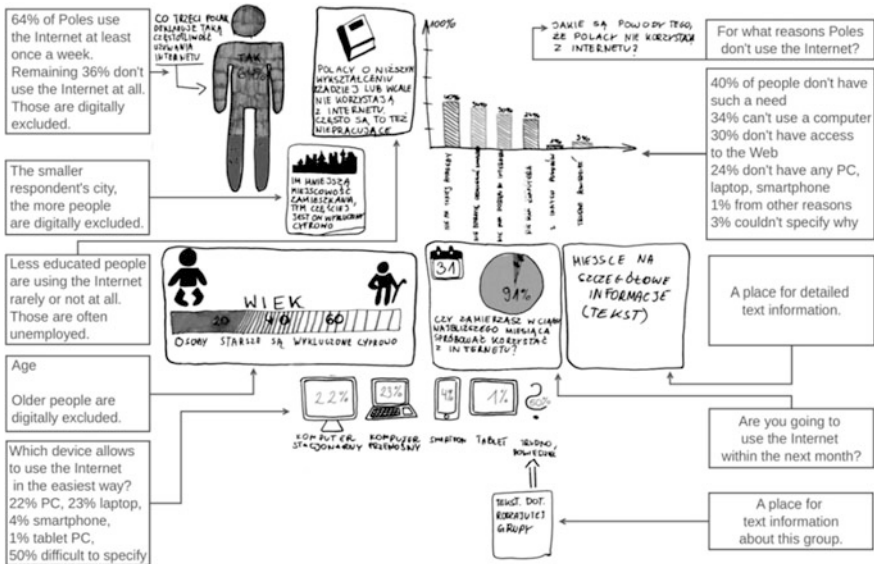 64% of Poles use
the Internet at least
once a week.
Remaining 36% don't
use the Internet at all.
Those are digitally
excluded.
The smaller
respondent's city,
the more people
are digitally excluded.
Less educated people
are using the Internet
rarely or not at all.
Those are often
unemployed.
Age
Older people are
digitally excluded.
Which device allows
to use the Internet
in the easiest way?
22% PC, 23% laptop,
4% smartphone,
1% tablet PC,
50% difficult to specify
CO TRZECI POLAK
DEKLARUJE TAKĄ
CZĘSTOTLIWOŚĆ
UŻYWANIA
INTERNETU
TAK
64%
POLACY O NIŻSZYM
WYKSZTAŁCENIU
RZADZIEJ LUB WCALE
NIE KORZYSTAJĄ
Z INTERNETU.
CZĘSTO SĄ TO TEŻ
NIEPRACUJĄCE
IM MNIEJSZA
MIEJSCOWOŚĆ
ZAMIESZKANIA,
TYM CZĘŚCIEJ
JEST ON WYKLUCZONY
CYFROWO
100%
40%
34%
30%
24%
3%
JAKIE SĄ POWODY TEGO,
ŻE POLACY NIE KORZYSTAJĄ
Z INTERNETU?
WIEK
20 40 60
OSOBY STARSZE SĄ WYKLUCZONE CYFROWO
31
91%
CZY ZAMIERZASZ W CIĄGU
NAJBLIŻSZEGO MIESIĄCA
SPRÓBOWAĆ KORZYSTAĆ
Z INTERNETU?
MIEJSCE NA
SZCZEGÓŁOWE
INFORMACJE
(TEKST)
22% 23% 4% 1% 50%
KOMPUTER
STACJONARNY
KOMPUTER
PRZENOŚNY
SMARTFON
TABLET
TRUDNO
POWIEDZIEĆ
TEKST DOT.
GRUPY
For what reasons Poles
don't use the Internet?
40% of people don't have
such a need
34% can't use a computer
30% don't have access
to the Web
24% don't have any PC,
laptop, smartphone
1% from other reasons
3% couldn't specify why
A place for detailed
text information.
Are you going to
use the Internet
within the next month?
A place for
text information
about this group.